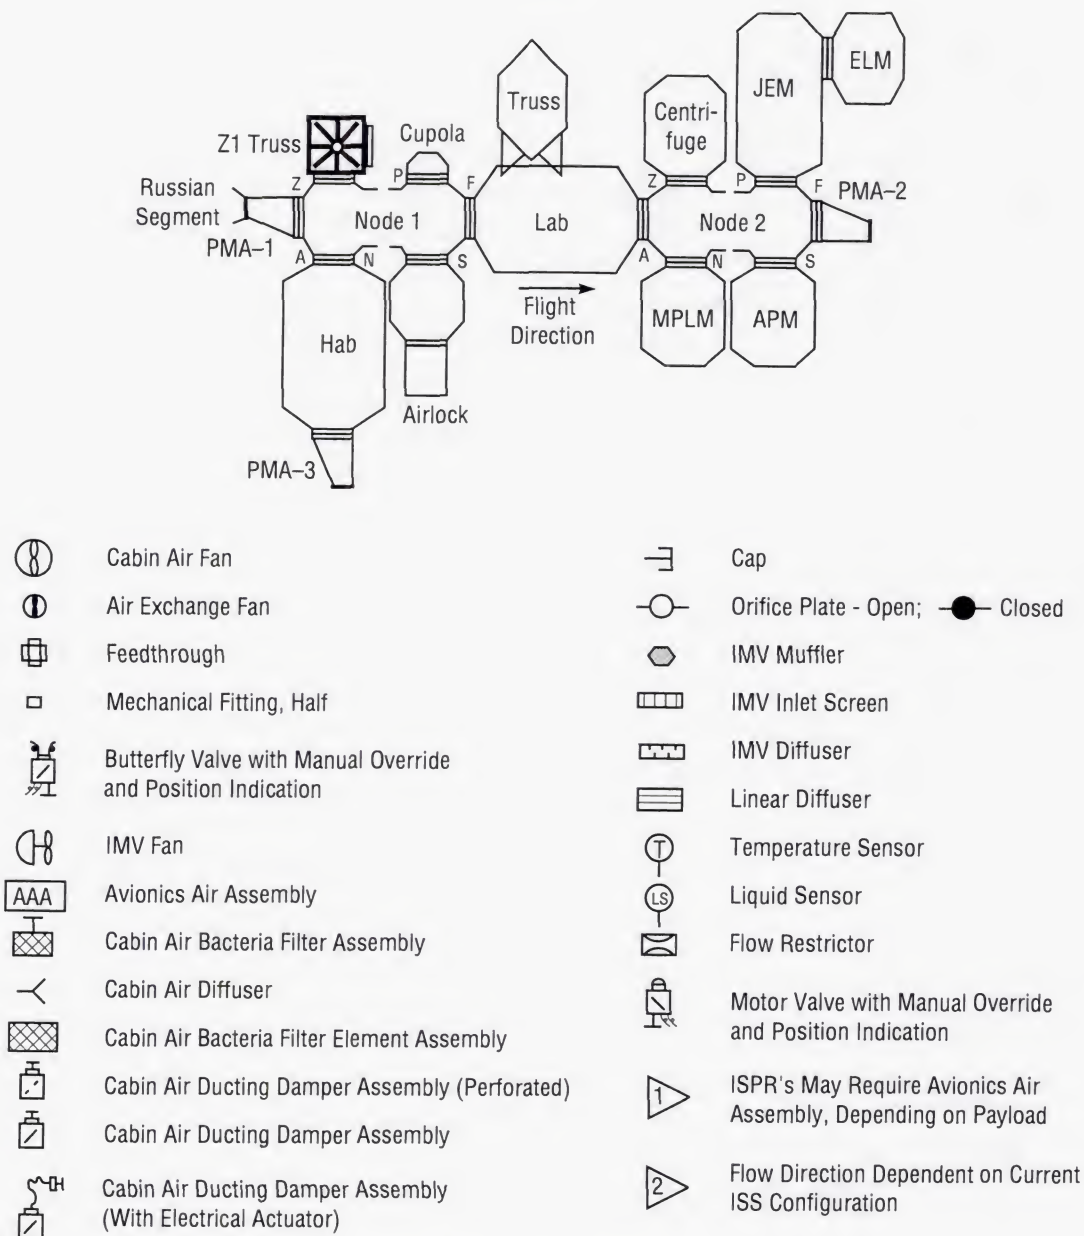 JEM
ELM
Truss
Centri-
fuge
Z1 Truss
Cupola
Russian
Segment
Z
P
F
Z
P
F
PMA–2
Node 1
Lab
Node 2
PMA–1
A
N
S
A
N
S
Flight
Direction
Hab
MPLM
APM
Airlock
PMA–3
Cabin Air Fan
Air Exchange Fan
Feedthrough
Mechanical Fitting, Half
Butterfly Valve with Manual Override
and Position Indication
IMV Fan
AAA Avionics Air Assembly
Cabin Air Bacteria Filter Assembly
Cabin Air Diffuser
Cabin Air Bacteria Filter Element Assembly
Cabin Air Ducting Damper Assembly (Perforated)
Cabin Air Ducting Damper Assembly
Cabin Air Ducting Damper Assembly
(With Electrical Actuator)
Cap
Orifice Plate - Open; Closed
IMV Muffler
IMV Inlet Screen
IMV Diffuser
Linear Diffuser
T Temperature Sensor
LS Liquid Sensor
Flow Restrictor
Motor Valve with Manual Override
and Position Indication
1 ISPR's May Require Avionics Air
Assembly, Depending on Payload
2 Flow Direction Dependent on Current
ISS Configuration